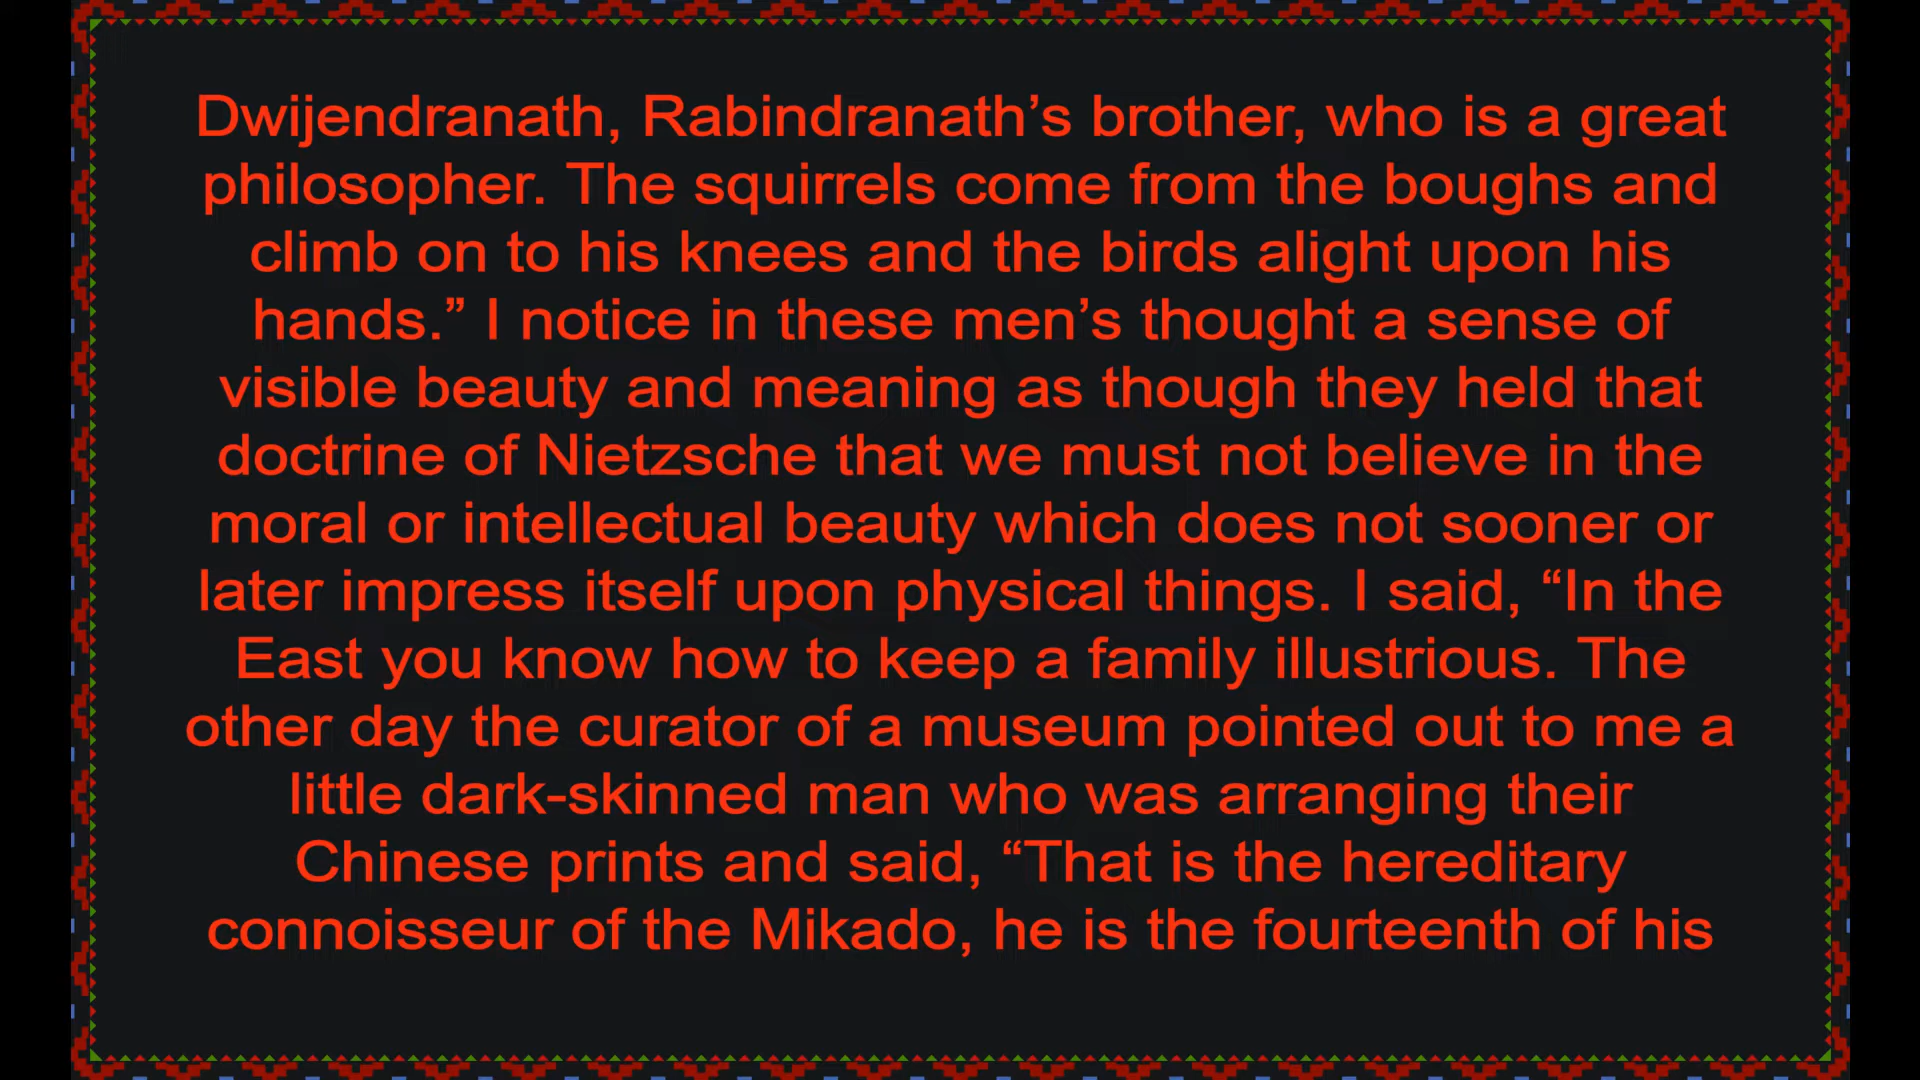 Dwijendranath, Rabindranath’s brother, who is a great
philosopher. The squirrels come from the boughs and
climb on to his knees and the birds alight upon his
hands.” I notice in these men’s thought a sense of
visible beauty and meaning as though they held that
doctrine of Nietzsche that we must not believe in the
moral or intellectual beauty which does not sooner or
later impress itself upon physical things. I said, “In the
East you know how to keep a family illustrious. The
other day the curator of a museum pointed out to me a
little dark-skinned man who was arranging their
Chinese prints and said, “That is the hereditary
connoisseur of the Mikado, he is the fourteenth of his